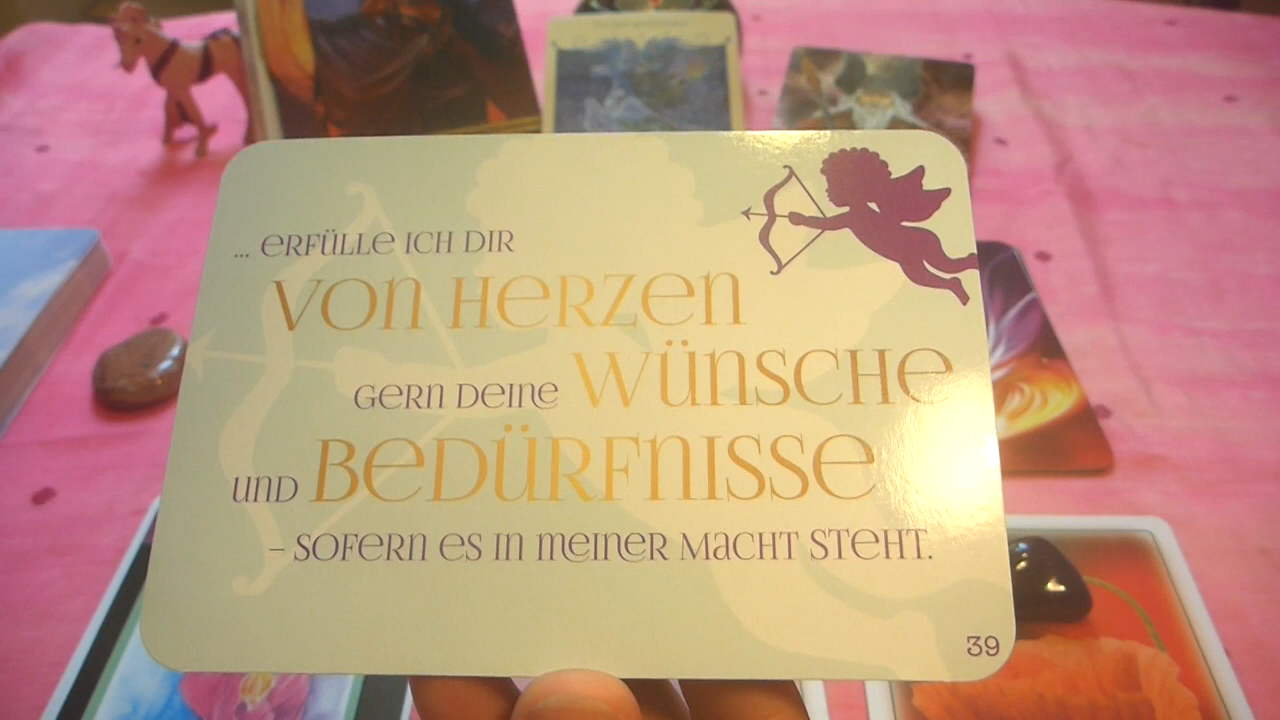 ... ERFÜLLE ICH DIR
VON HERZEN
GERN DEINE WÜNSCHE
UND BEDÜRFNISSE
– SOFERN ES IN MEINER MACHT STEHT.
39